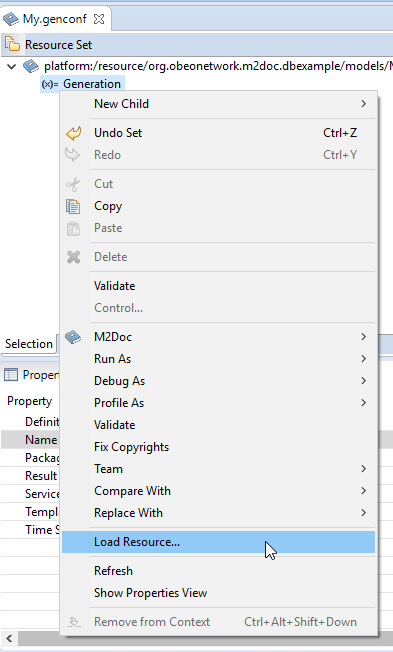 My.genconf
Resource Set
platform:/resource/org.obeonetwork.m2doc.dbexample/models/
(x)= Generation
New Child
Undo Set Ctrl+Z
Redo Ctrl+Y
Cut
Copy
Paste
Delete
Validate
Control...
M2Doc
Run As
Debug As
Profile As
Validate
Fix Copyrights
Team
Compare With
Replace With
Load Resource...
Refresh
Show Properties View
Remove from Context Ctrl+Alt+Shift+Down
Selection
Proper
Property
Definit
Name
Packag
Result
Service
Templa
Time S